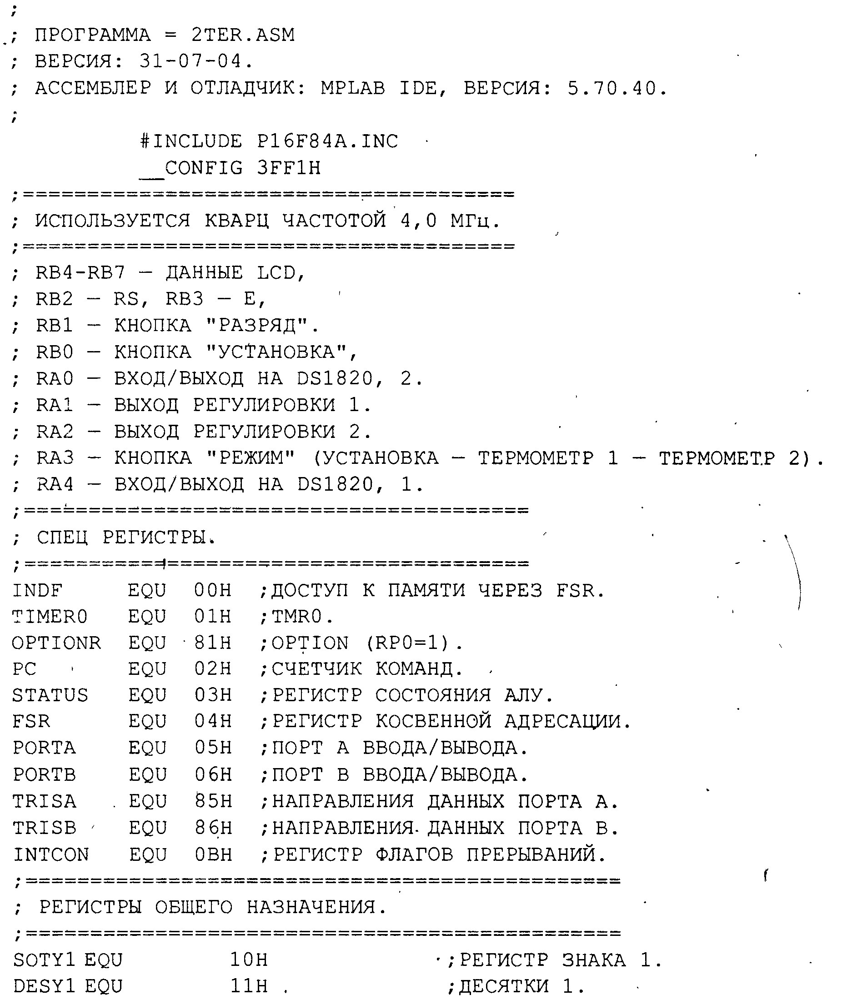 ;
; ПРОГРАММА = 2TER.ASM
; ВЕРСИЯ: 31-07-04.
; АССЕМБЛЕР И ОТЛАДЧИК: MPLAB IDE, ВЕРСИЯ: 5.70.40.
;
#INCLUDE P16F84A.INC
__CONFIG 3FF1H
;======================================
; ИСПОЛЬЗУЕТСЯ КВАРЦ ЧАСТОТОЙ 4,0 МГц.
;======================================
; RB4-RB7 — ДАННЫЕ LCD,
; RB2 — RS, RB3 — E,
; RB1 — КНОПКА "РАЗРЯД".
; RB0 — КНОПКА "УСТАНОВКА",
; RA0 — ВХОД/ВЫХОД НА DS1820, 2.
; RA1 — ВЫХОД РЕГУЛИРОВКИ 1.
; RA2 — ВЫХОД РЕГУЛИРОВКИ 2.
; RA3 — КНОПКА "РЕЖИМ" (УСТАНОВКА — ТЕРМОМЕТР 1 — ТЕРМОМЕТР 2).
; RA4 — ВХОД/ВЫХОД НА DS1820, 1.
;=======================================
; СПЕЦ РЕГИСТРЫ.
;=======================================
INDF EQU 00H ;ДОСТУП К ПАМЯТИ ЧЕРЕЗ FSR.
TIMER0 EQU 01H ;TMR0.
OPTIONR EQU 81H ;OPTION (RP0=1).
PC EQU 02H ;СЧЕТЧИК КОМАНД.
STATUS EQU 03H ;РЕГИСТР СОСТОЯНИЯ АЛУ.
FSR EQU 04H ;РЕГИСТР КОСВЕННОЙ АДРЕСАЦИИ.
PORTA EQU 05H ;ПОРТ А ВВОДА/ВЫВОДА.
PORTB EQU 06H ;ПОРТ В ВВОДА/ВЫВОДА.
TRISA EQU 85H ;НАПРАВЛЕНИЯ ДАННЫХ ПОРТА А.
TRISB EQU 86H ;НАПРАВЛЕНИЯ ДАННЫХ ПОРТА В.
INTCON EQU 0BH ;РЕГИСТР ФЛАГОВ ПРЕРЫВАНИЙ.
;==============================================
; РЕГИСТРЫ ОБЩЕГО НАЗНАЧЕНИЯ.
;==============================================
SOTY1 EQU 10H ;РЕГИСТР ЗНАКА 1.
DESY1 EQU 11H ;ДЕСЯТКИ 1.